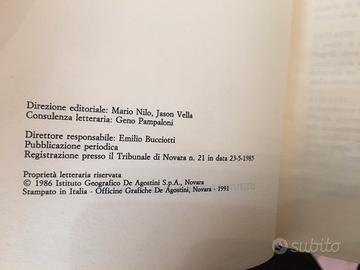 Direzione editoriale: Mario Nilo, Jason Vella
Consulenza letteraria: Geno Pampaloni
Direttore responsabile: Emilio Bucciotti
Pubblicazione periodica
Registrazione presso il Tribunale di Novara n. 21 in data 23-5-1985
Proprietà letteraria riservata
© 1986 Istituto Geografico De Agostini S.p.A., Novara
Stampato in Italia - Officine Grafiche De Agostini, Novara - 1991
subito